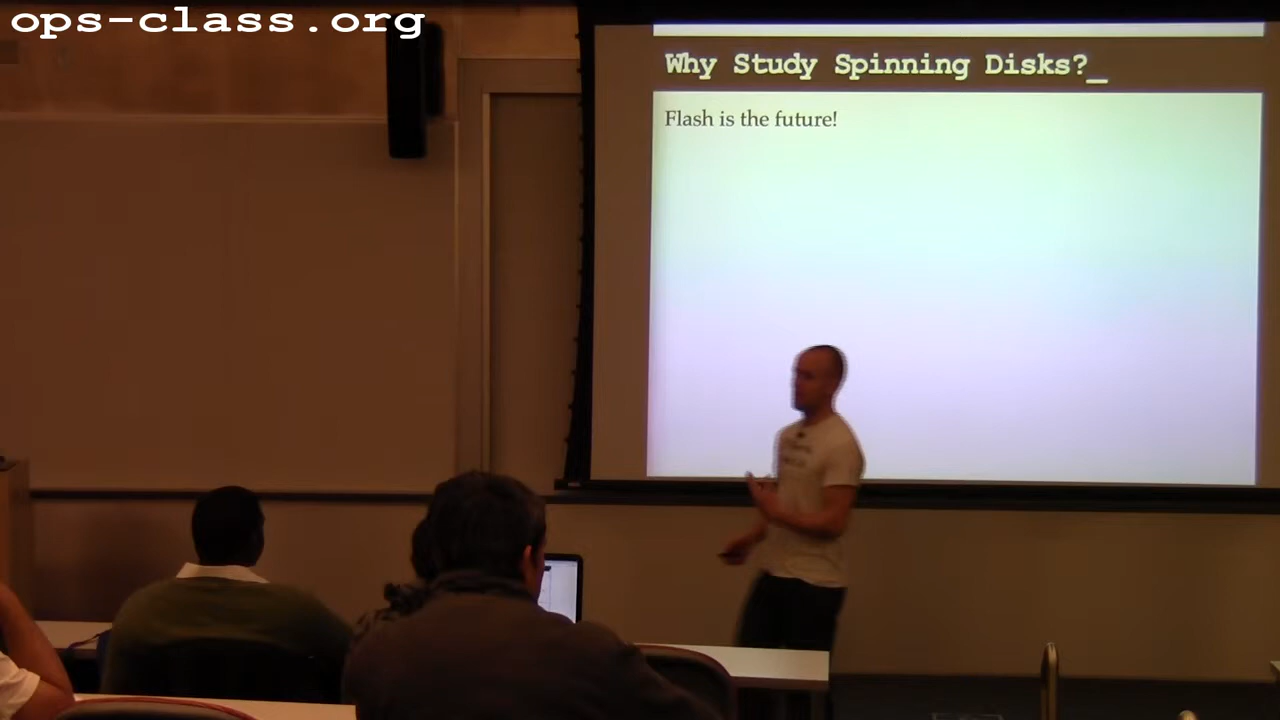 ops-class.org
Why Study Spinning Disks?_
Flash is the future!